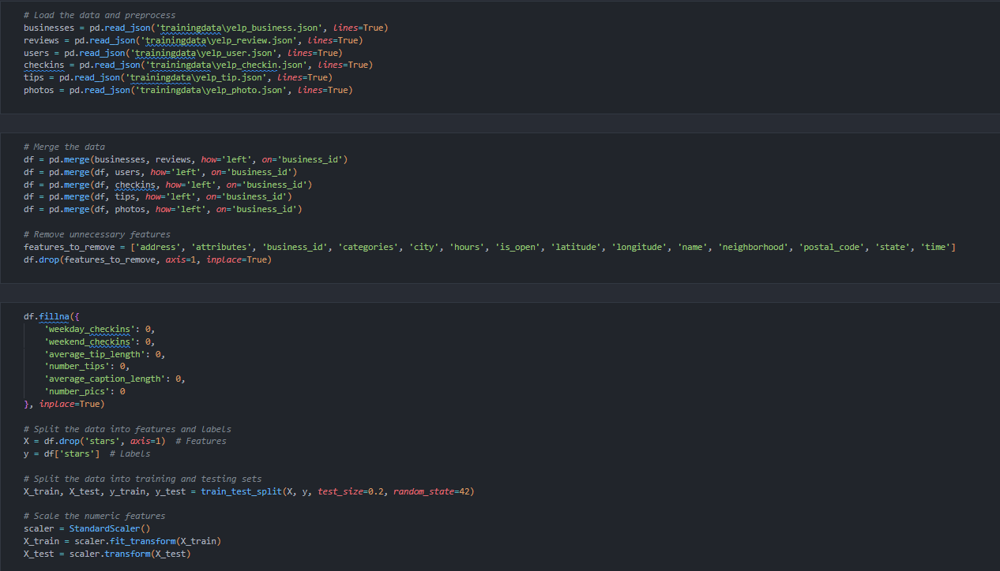 # Load the data and preprocess
businesses = pd.read_json('trainingdata\yelp_business.json', lines=True)
reviews = pd.read_json('trainingdata\yelp_review.json', lines=True)
users = pd.read_json('trainingdata\yelp_user.json', lines=True)
checkins = pd.read_json('trainingdata\yelp_checkin.json', lines=True)
tips = pd.read_json('trainingdata\yelp_tip.json', lines=True)
photos = pd.read_json('trainingdata\yelp_photo.json', lines=True)
# Merge the data
df = pd.merge(businesses, reviews, how='left', on='business_id')
df = pd.merge(df, users, how='left', on='business_id')
df = pd.merge(df, checkins, how='left', on='business_id')
df = pd.merge(df, tips, how='left', on='business_id')
df = pd.merge(df, photos, how='left', on='business_id')
# Remove unnecessary features
features_to_remove = ['address', 'attributes', 'business_id', 'categories', 'city', 'hours', 'is_open', 'latitude', 'longitude', 'name', 'neighborhood', 'postal_code', 'state', 'time']
df.drop(features_to_remove, axis=1, inplace=True)
df.fillna({
    'weekday_checkins': 0,
    'weekend_checkins': 0,
    'average_tip_length': 0,
    'number_tips': 0,
    'average_caption_length': 0,
    'number_pics': 0
}, inplace=True)
# Split the data into features and labels
X = df.drop('stars', axis=1)  # Features
y = df['stars']  # Labels
# Split the data into training and testing sets
X_train, X_test, y_train, y_test = train_test_split(X, y, test_size=0.2, random_state=42)
# Scale the numeric features
scaler = StandardScaler()
X_train = scaler.fit_transform(X_train)
X_test = scaler.transform(X_test)